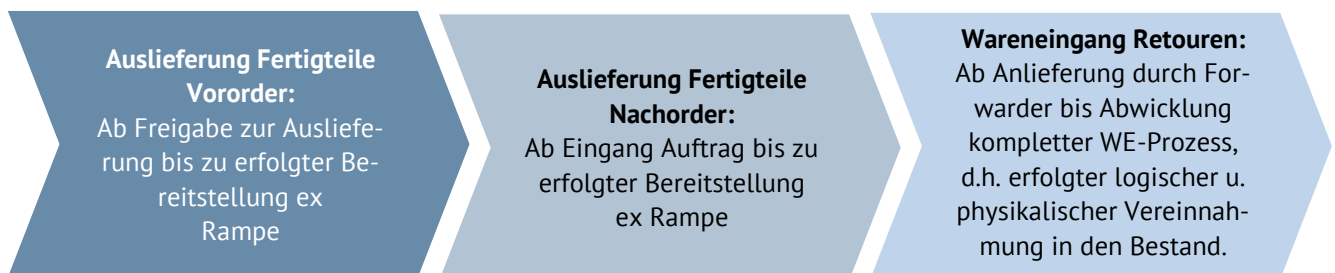 Auslieferung Fertigteile
Vororder:
Ab Freigabe zur Ausliefe-
rung bis zu erfolgter Be-
reitstellung ex
Rampe
Auslieferung Fertigteile
Nachorder:
Ab Eingang Auftrag bis zu
erfolgter Bereitstellung
ex Rampe
Wareneingang Retouren:
Ab Anlieferung durch For-
warder bis Abwicklung
kompletter WE-Prozess,
d.h. erfolgter logischer u.
physikalischer Vereinnah-
mung in den Bestand.